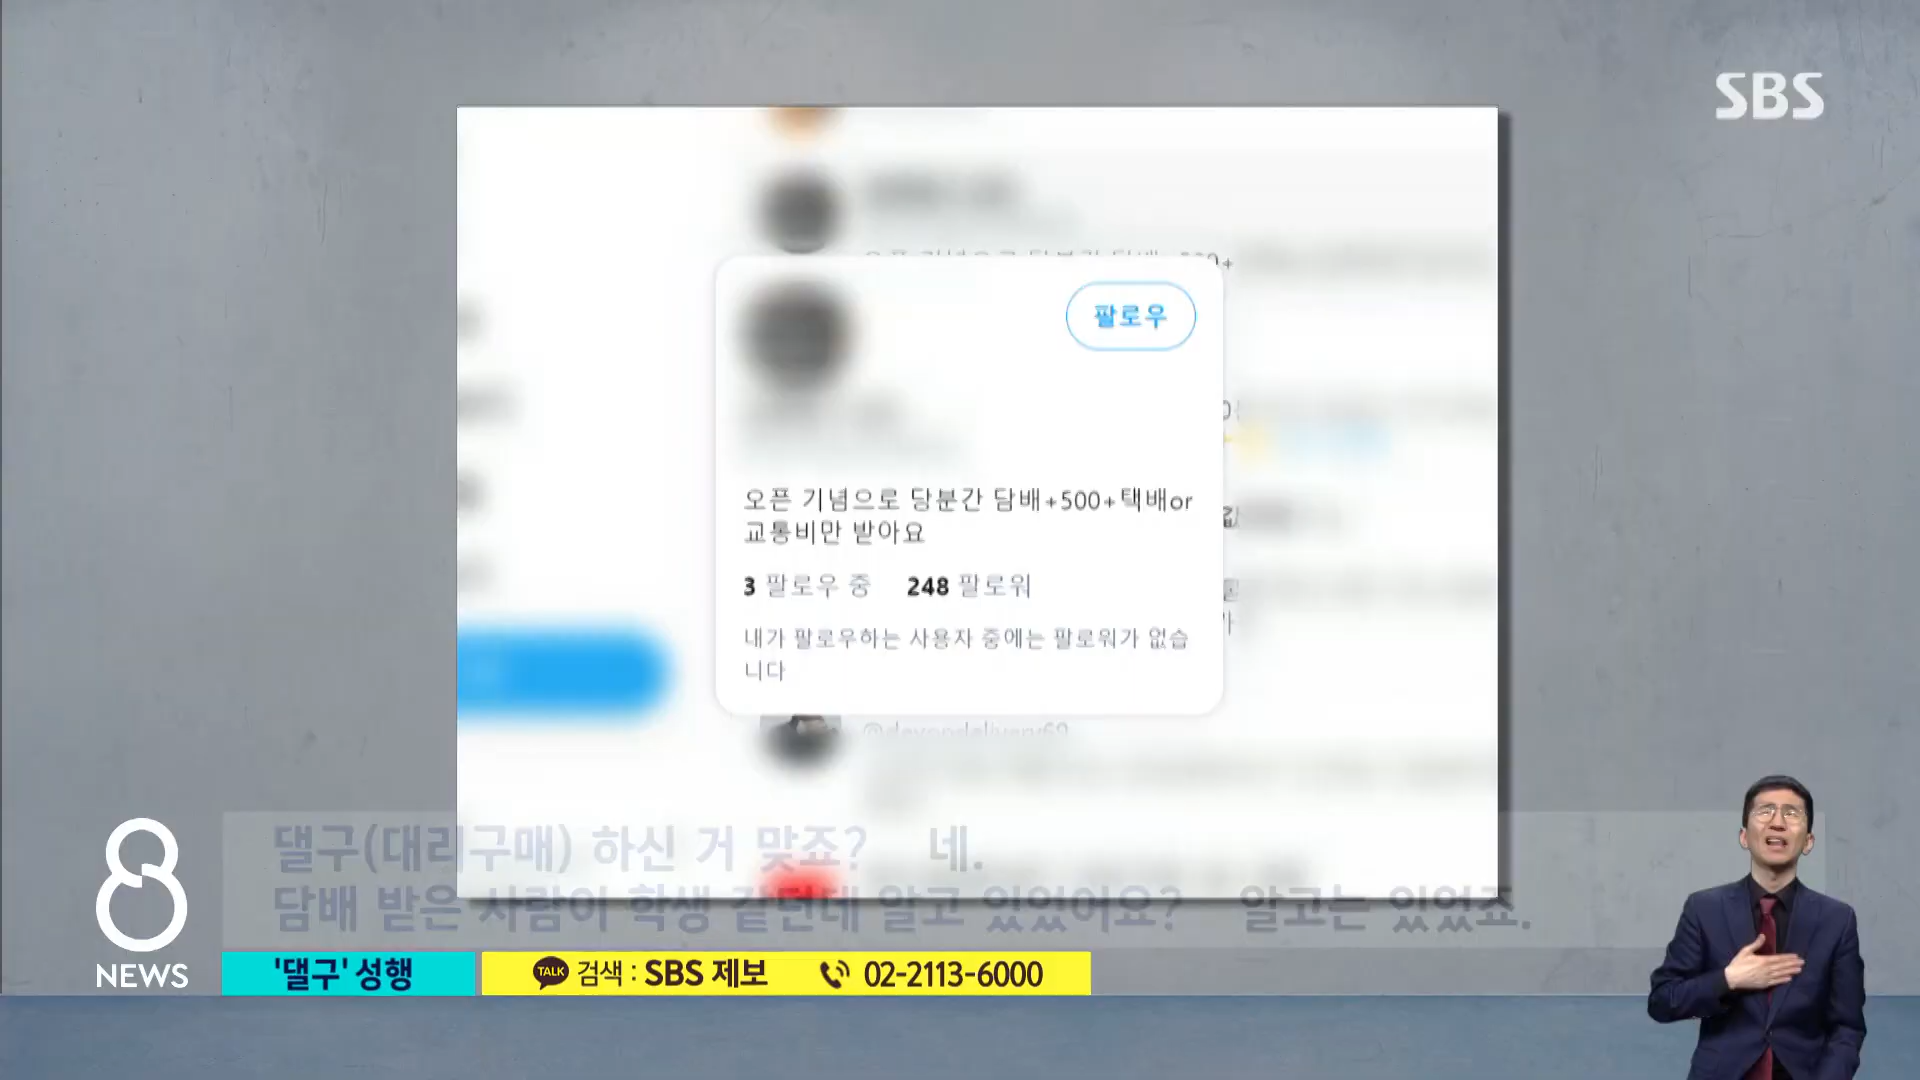 SBS
팔로우
오픈 기념으로 당분간 담배+500+택배or
교통비만 받아요
3 팔로우 중 248 팔로워
내가 팔로우하는 사용자 중에는 팔로워가 없습
니다
댈구(대리구매) 하신 거 맞죠? 네.
담배 받은 사람이 학생 같던데 알고 있었어요? 알고는 있었죠.
8
NEWS
'댈구' 성행
TALK 검색 : SBS 제보 02-2113-6000